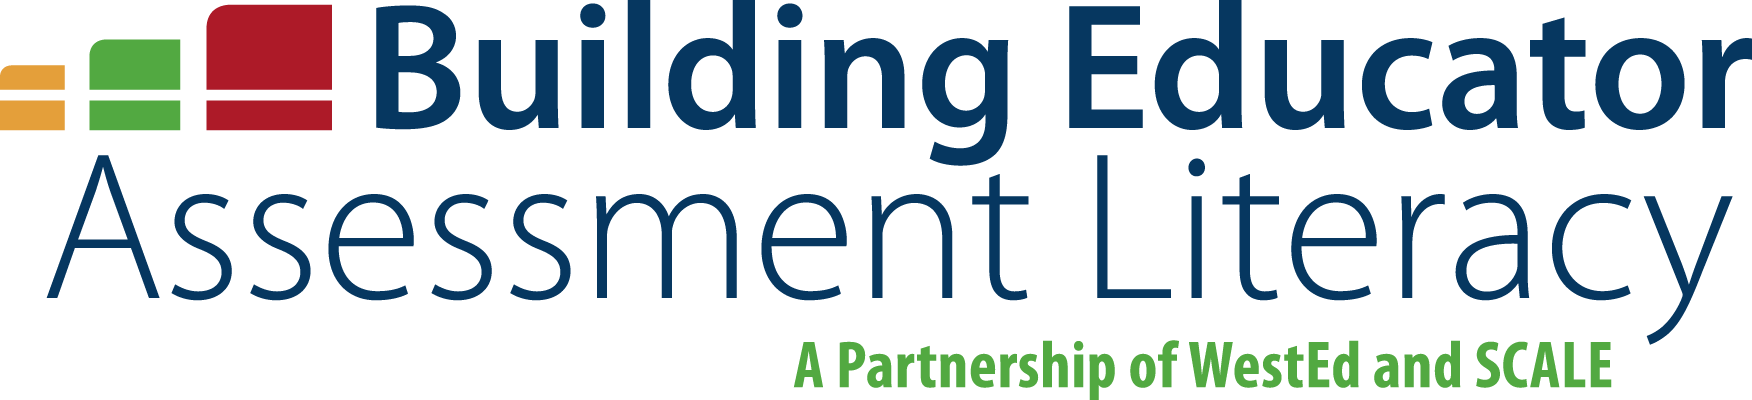 Building Educator
Assessment Literacy
A Partnership of WestEd and SCALE